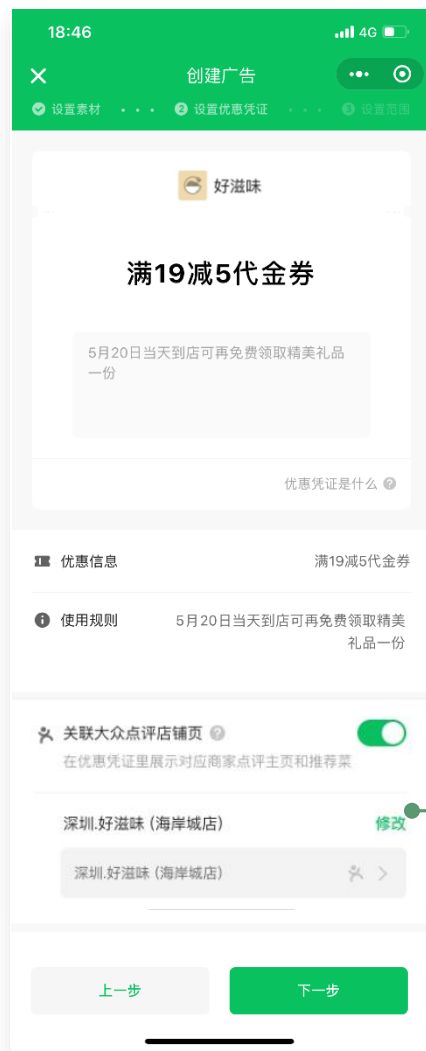 18:46
4G
创建广告
设置素材
2 设置优惠凭证
3 设置范围
好滋味
满19减5代金券
5月20日当天到店可再免费领取精美礼品
一份
优惠凭证是什么 ?
优惠信息
满19减5代金券
使用规则
5月20日当天到店可再免费领取精美
礼品一份
关联大众点评店铺页 ?
在优惠凭证里展示对应商家点评主页和推荐菜
深圳.好滋味 (海岸城店)
修改
深圳.好滋味 (海岸城店)
上一步
下一步